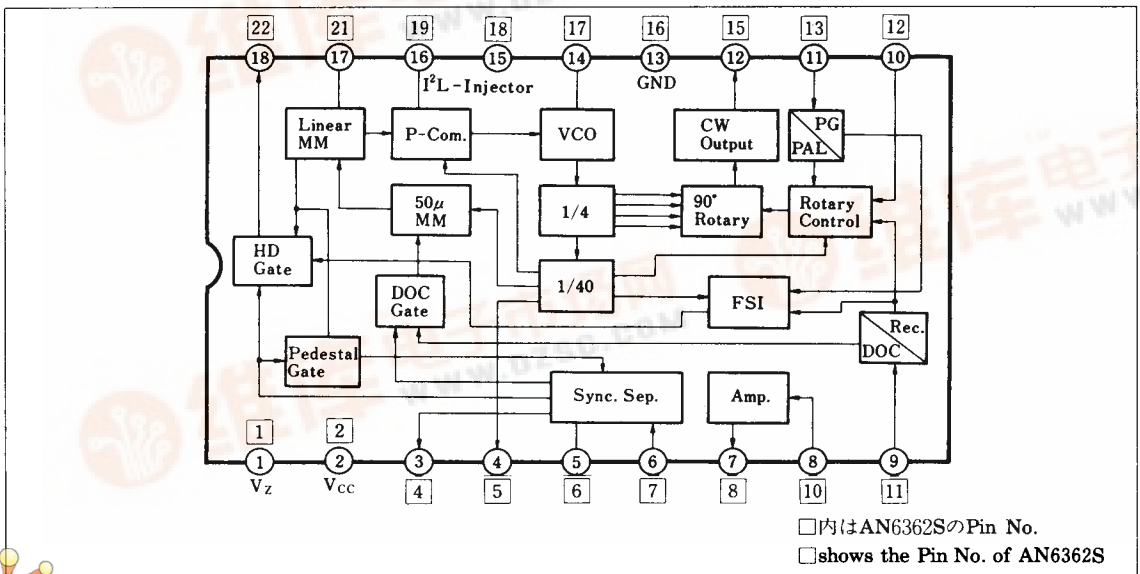 22 21 19 18 17 16 15 13 12
18 17 16 15 14 13 12 11 10
I²L-Injector
GND
Linear MM
P-Com.
VCO
CW Output
PG
PAL
50μ MM
1/4
90° Rotary
Rotary Control
HD Gate
DOC Gate
1/40
FSI
Rec.
DOC
Pedestal Gate
Sync. Sep.
Amp.
1 2
1 2 3 4 5 6 7 8 9
Vz Vcc 4 5 6 7 8 10 11
□内はAN6362SのPin No.
□shows the Pin No. of AN6362S